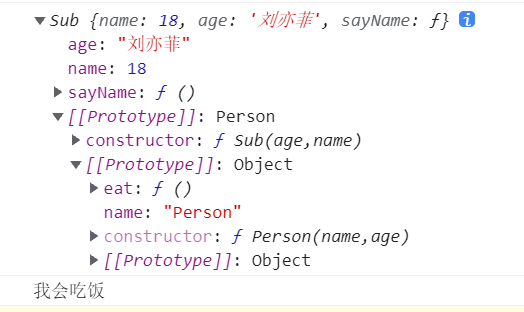 ▼Sub {name: 18, age: '刘亦菲', sayName: ƒ} i
age: "刘亦菲"
name: 18
▶sayName: ƒ ()
▼[[Prototype]]: Person
▶constructor: ƒ Sub(age,name)
▼[[Prototype]]: Object
▶eat: ƒ ()
name: "Person"
▶constructor: ƒ Person(name,age)
▶[[Prototype]]: Object
我会吃饭